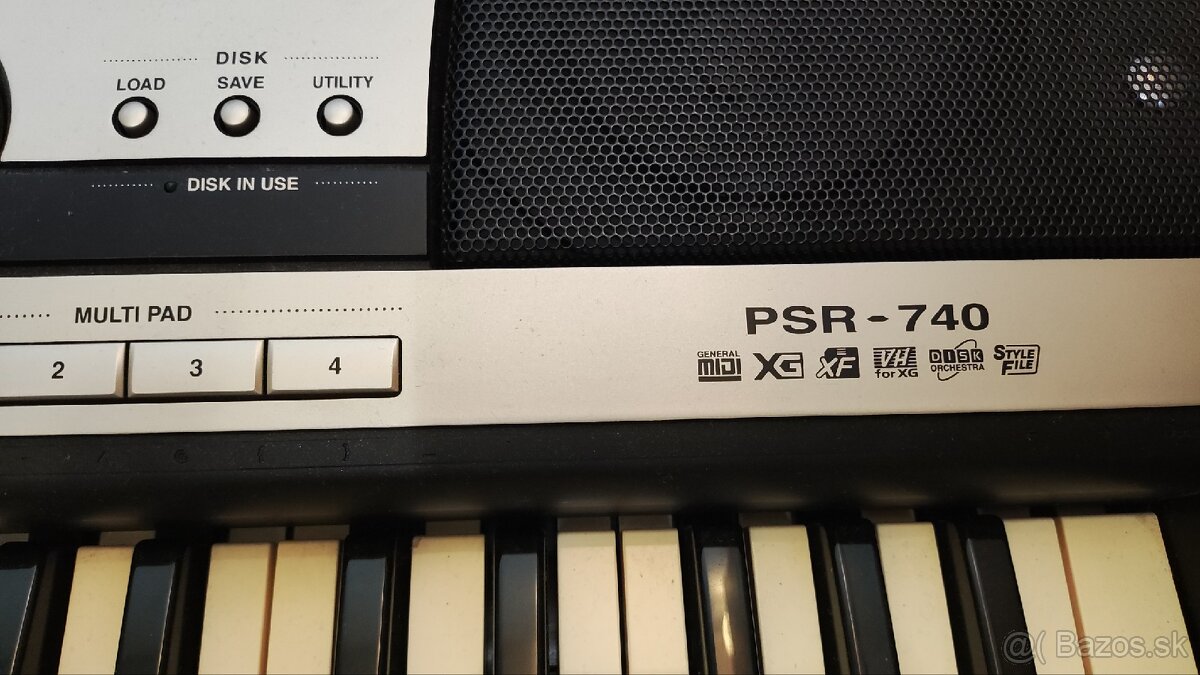 DISK
LOAD SAVE UTILITY
DISK IN USE
MULTI PAD
2 3 4
PSR-740
GENERAL MIDI XG XF VH for XG DISK ORCHESTRA STYLE FILE
@( Bazos.sk